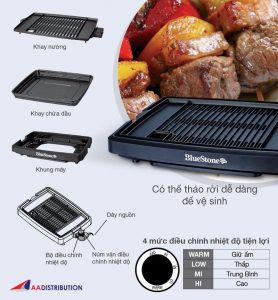 Khay nướng
Khay chứa dầu
BlueStone
Khung máy
BlueStone
Có thể tháo rời dễ dàng
để vệ sinh
Dây nguồn
Bộ điều chỉnh
nhiệt độ
Núm vặn điều
chỉnh nhiệt độ
4 mức điều chỉnh nhiệt độ tiện lợi
WARM Giữ ấm
LOW Thấp
MI Trung Bình
HI Cao
AADISTRIBUTION